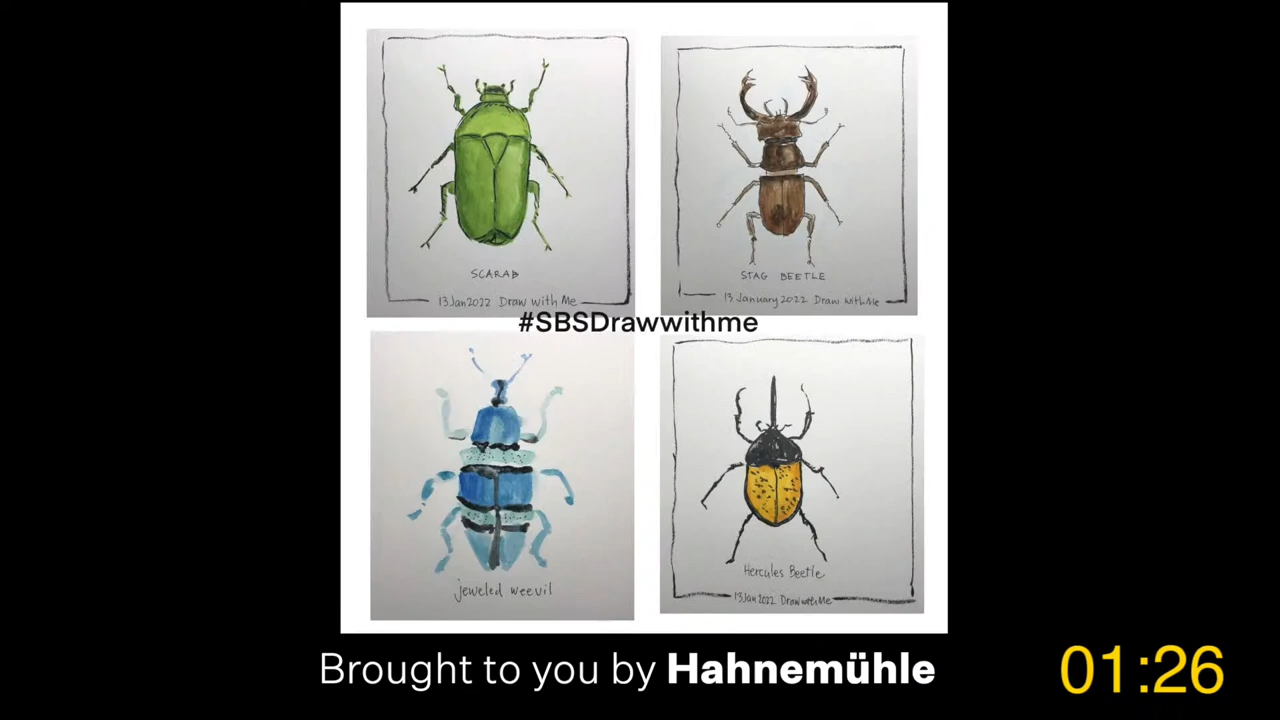 SCARAB
13 Jan 2022 Draw with Me
STAG BEETLE
13 January 2022 Draw with Me
#SBSDrawwithme
jeweled weevil
Hercules Beetle
13 Jan 2022 Draw with Me
Brought to you by Hahnemühle
01:26